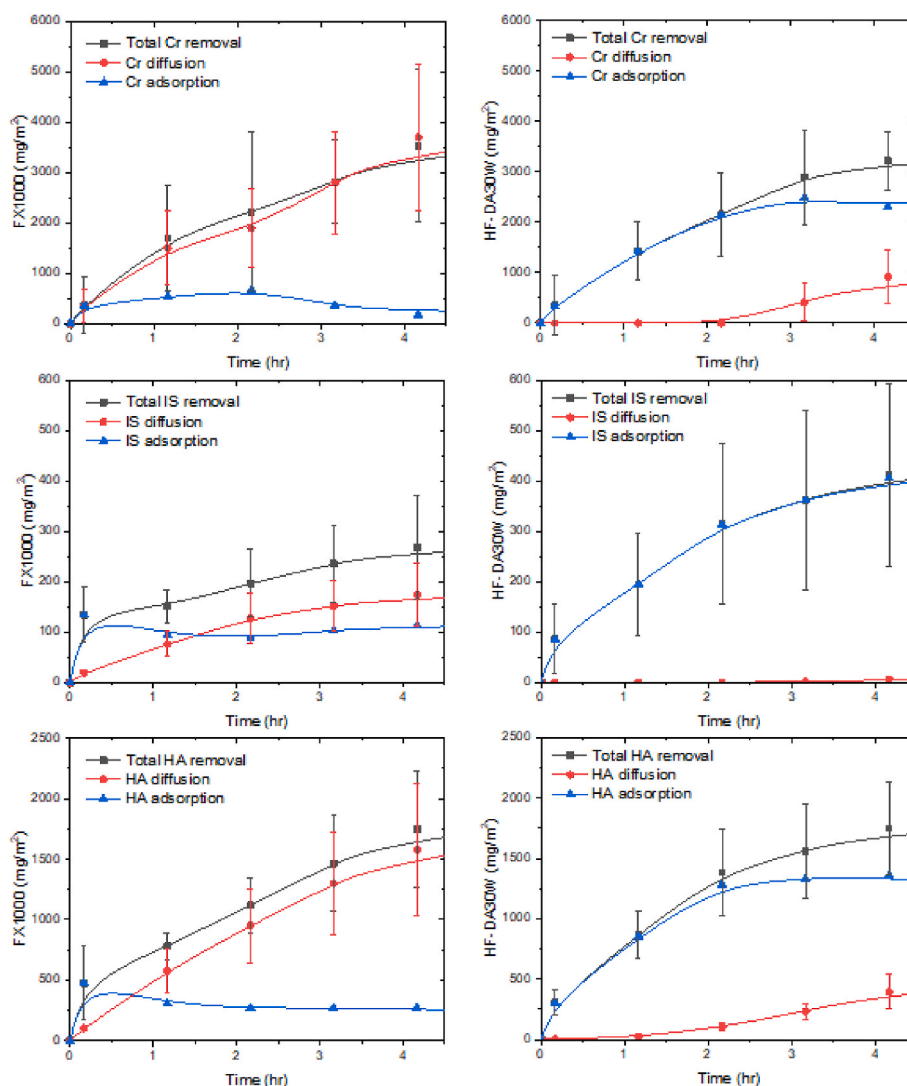 6000
5000
4000
3000
2000
1000
0
FX1000 (mg/m²)
Total Cr removal
Cr diffusion
Cr adsorption
0 1 2 3 4
Time (hr)
6000
5000
4000
3000
2000
1000
0
HF-DA30W (mg/m²)
Total Cr removal
Cr diffusion
Cr adsorption
0 1 2 3 4
Time (hr)
600
500
400
300
200
100
0
FX1000 (mg/m²)
Total IS removal
IS diffusion
IS adsorption
0 1 2 3 4
Time (hr)
600
500
400
300
200
100
0
HF-DA30W (mg/m²)
Total IS removal
IS diffusion
IS adsorption
0 1 2 3 4
Time (hr)
2500
2000
1500
1000
500
0
FX1000 (mg/m²)
Total HA removal
HA diffusion
HA adsorption
0 1 2 3 4
Time (hr)
2500
2000
1500
1000
500
0
HF-DA30W (mg/m²)
Total HA removal
HA diffusion
HA adsorption
0 1 2 3 4
Time (hr)